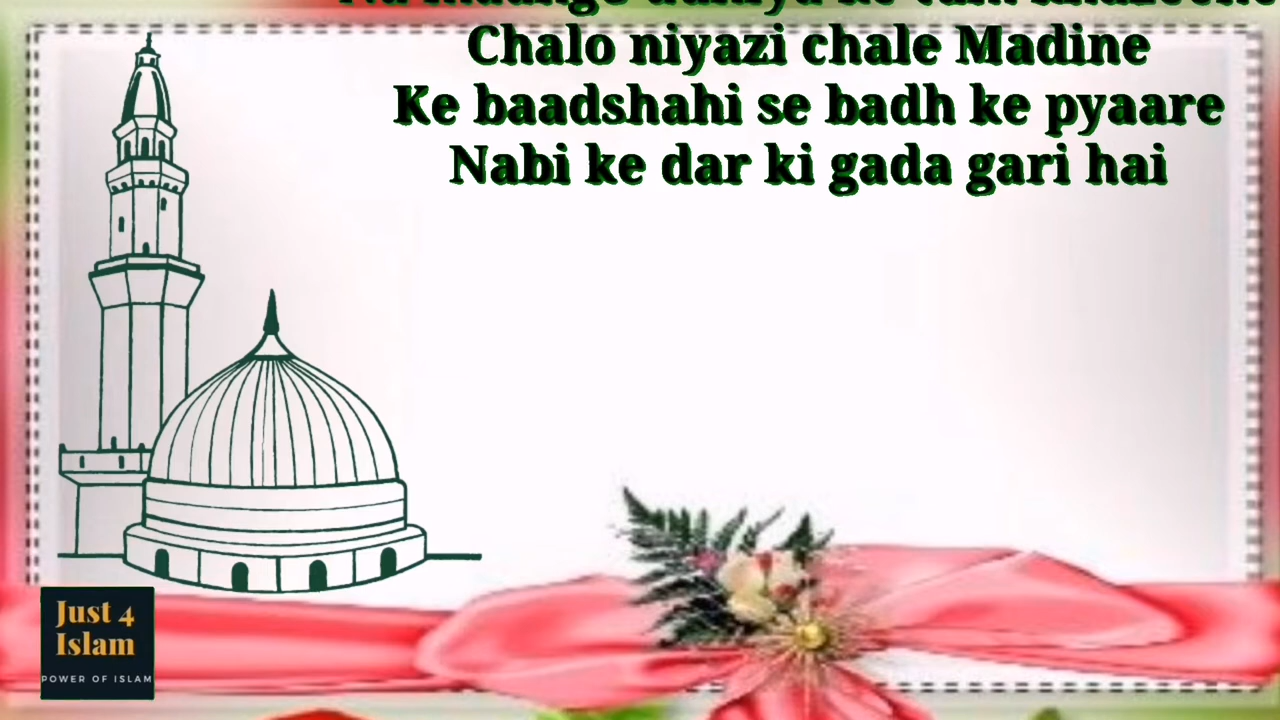 Chalo niyazi chale Madine
Ke baadshahi se badh ke pyaare
Nabi ke dar ki gada gari hai
Just 4
Islam
POWER OF ISLAM